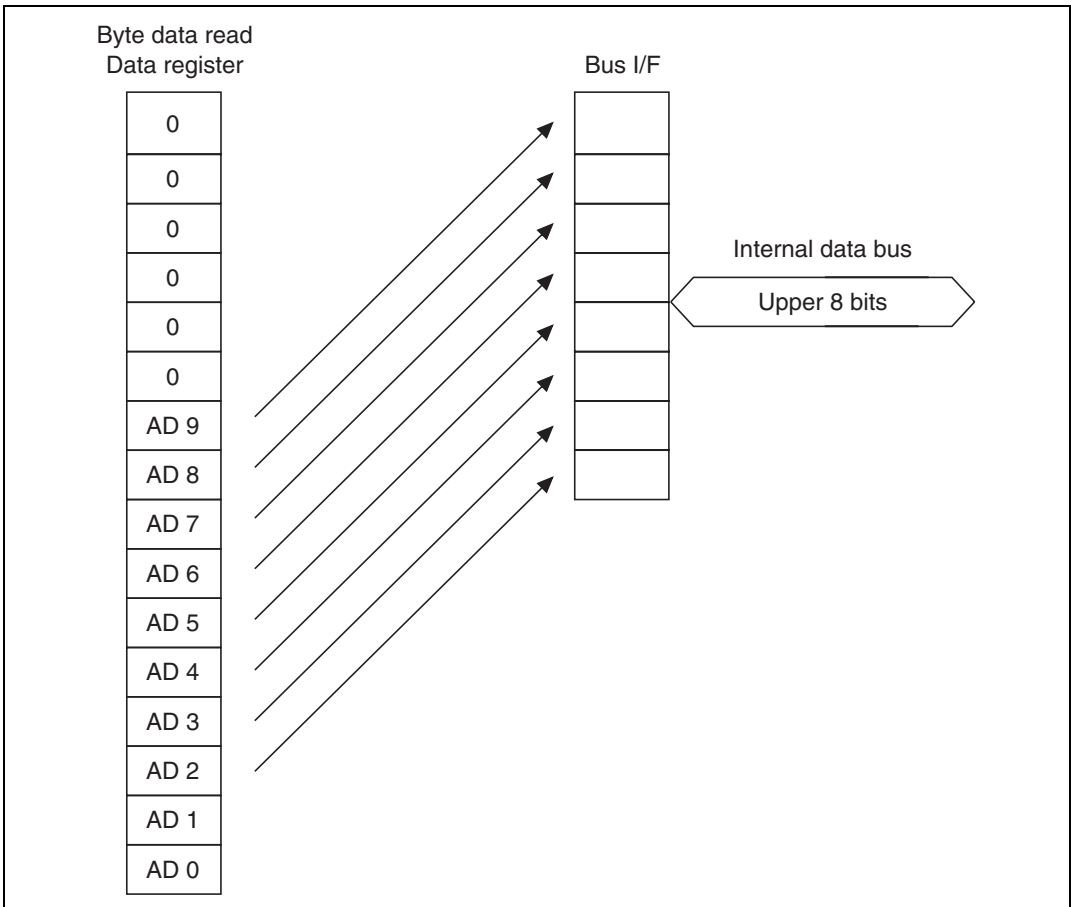 Byte data read
Data register
Bus I/F
0
0
0
0
0
0
AD 9
AD 8
AD 7
AD 6
AD 5
AD 4
AD 3
AD 2
AD 1
AD 0
Internal data bus
Upper 8 bits